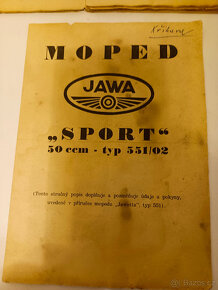 MOPED
JAWA
„SPORT“
50 ccm - typ 551/02
(Tento stručný popis doplňuje a pozměňuje údaje a pokyny,
uvedené v příručce mopedu „Jawetta“, typ 551)